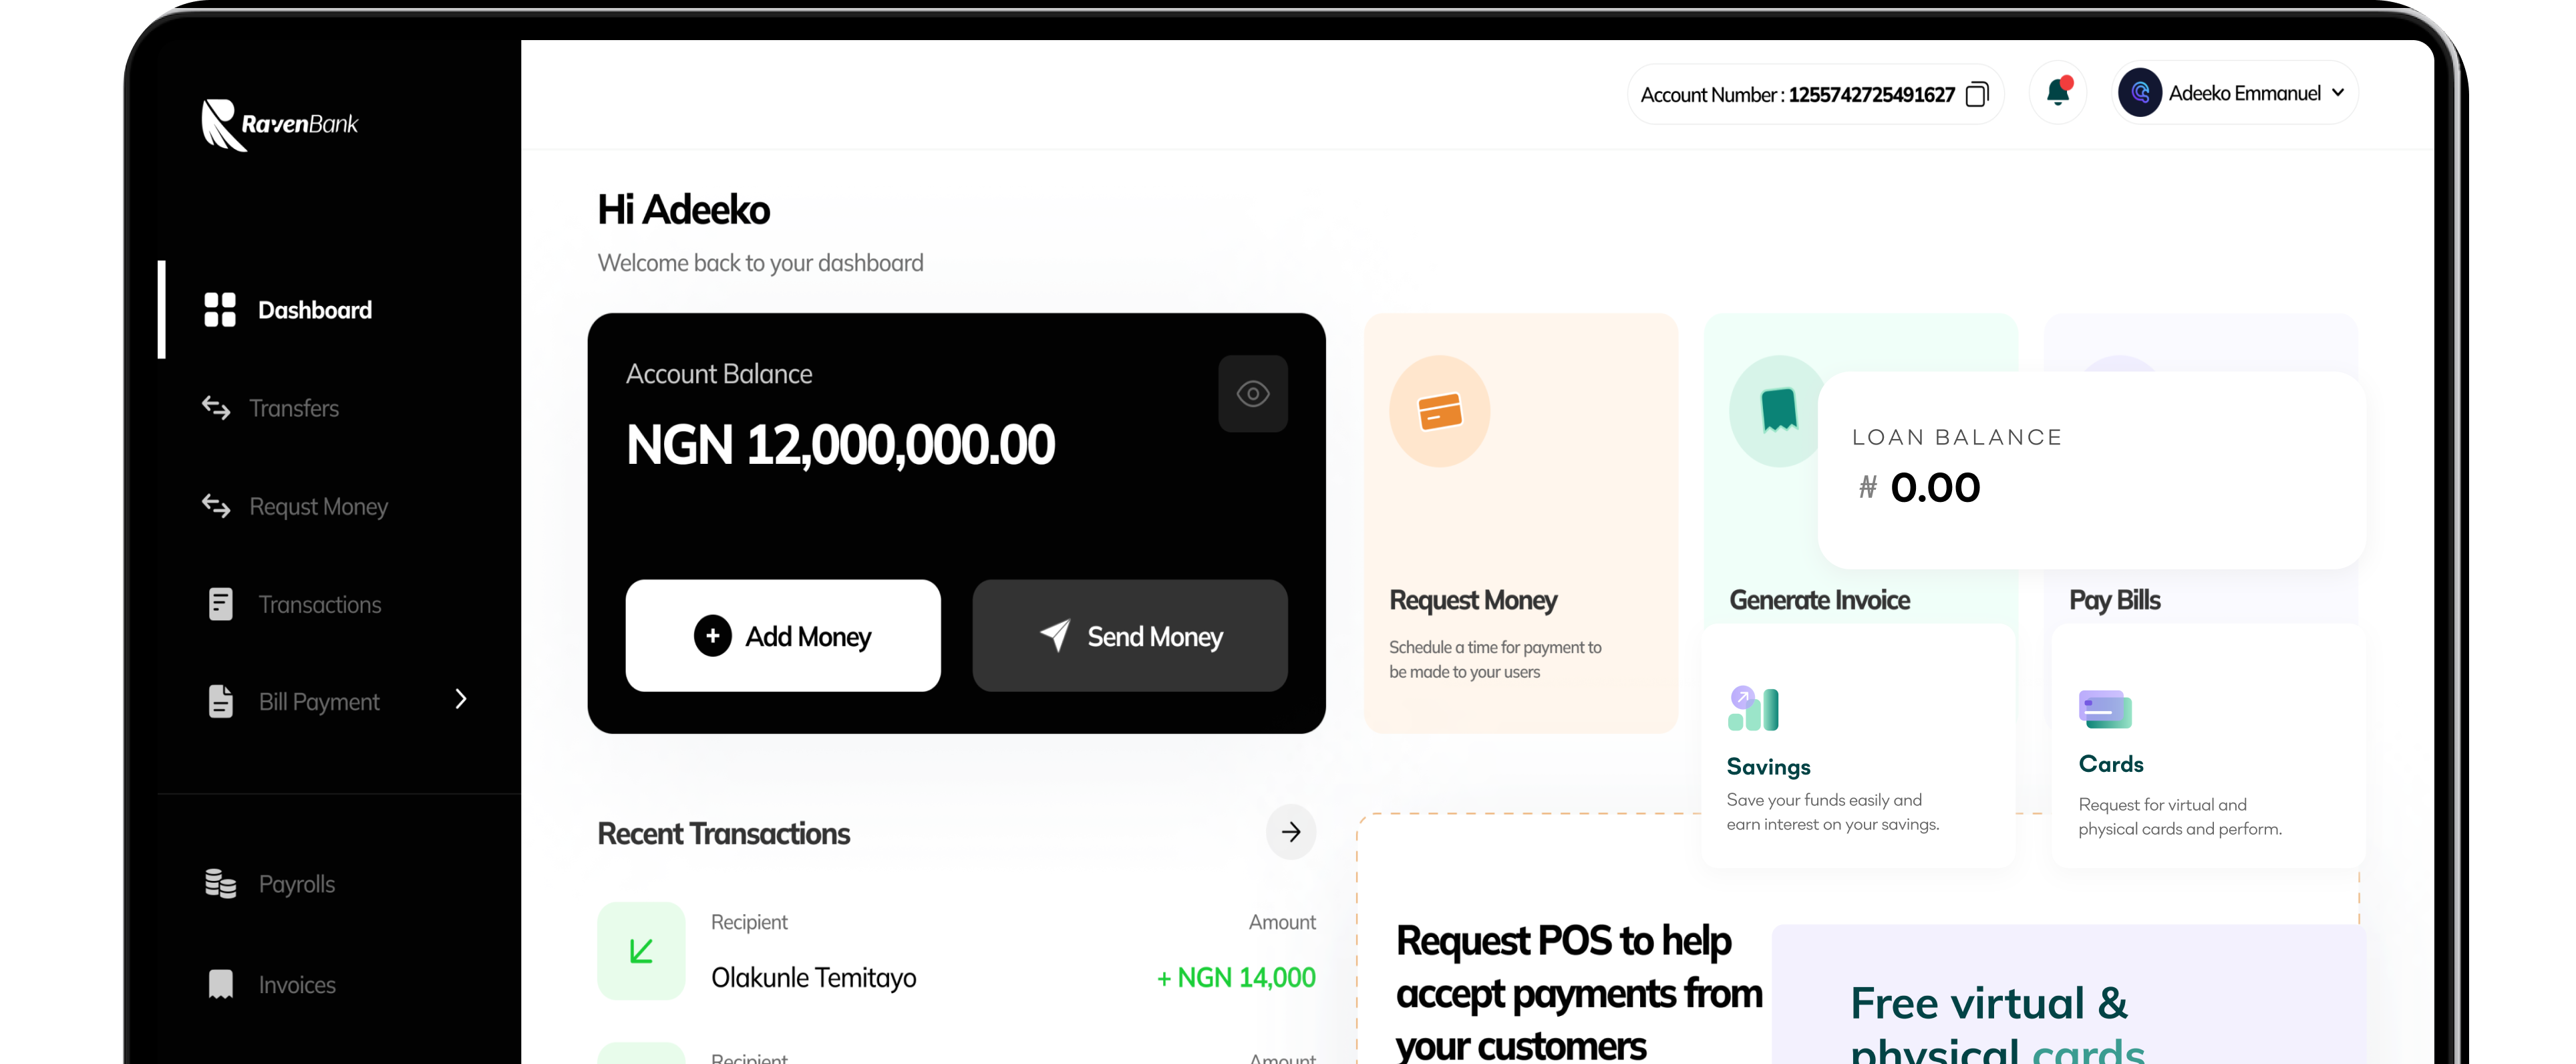 RavenBank
Account Number : 1255742725491627
Adeeko Emmanuel
Hi Adeeko
Welcome back to your dashboard
Dashboard
Transfers
Requst Money
Transactions
Bill Payment
Payrolls
Invoices
Account Balance
NGN 12,000,000.00
Add Money
Send Money
Request Money
Schedule a time for payment to
be made to your users
Generate Invoice
Pay Bills
LOAN BALANCE
₦ 0.00
Savings
Save your funds easily and
earn interest on your savings.
Cards
Request for virtual and
physical cards and perform.
Recent Transactions
Recipient
Amount
Olakunle Temitayo
+ NGN 14,000
Recipient
Amount
Request POS to help
accept payments from
your customers
Free virtual &
physical cards